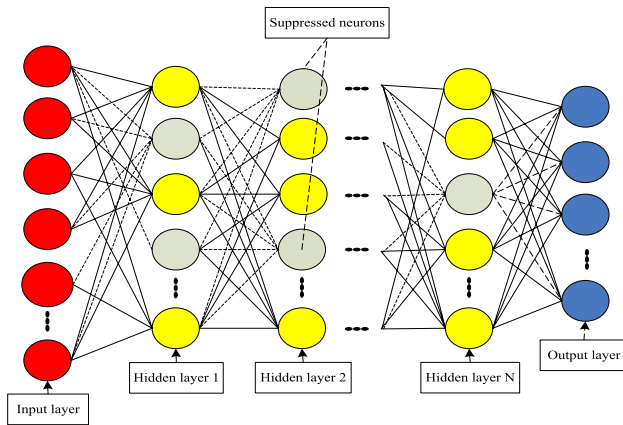 Suppressed neurons
Hidden layer 1
Hidden layer 2
Hidden layer N
Output layer
Input layer